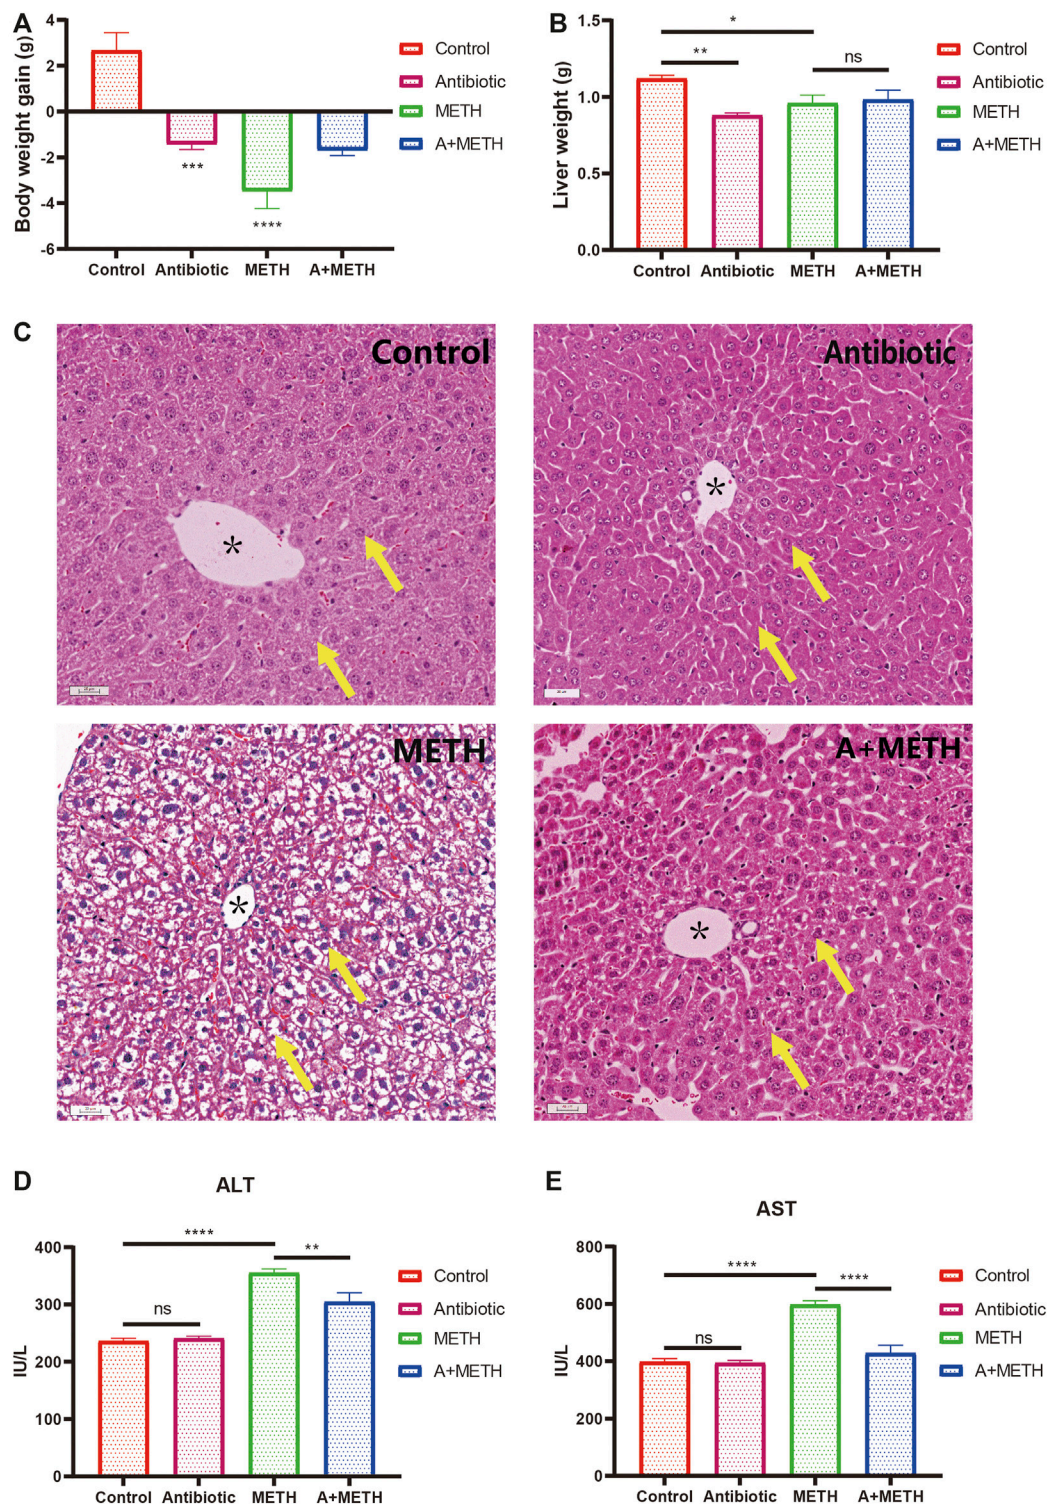 A
Body weight gain (g)
4
2
0
-2
-4
-6
***
****
Control
Antibiotic
METH
A+METH
Control
Antibiotic
METH
A+METH
B
Liver weight (g)
1.5
1.0
0.5
0.0
*
**
ns
Control
Antibiotic
METH
A+METH
Control
Antibiotic
METH
A+METH
C
Control
*
Antibiotic
*
METH
*
A+METH
*
D
ALT
IU/L
400
300
200
100
0
****
**
ns
Control
Antibiotic
METH
A+METH
Control
Antibiotic
METH
A+METH
E
AST
IU/L
800
600
400
200
0
****
****
ns
Control
Antibiotic
METH
A+METH
Control
Antibiotic
METH
A+METH